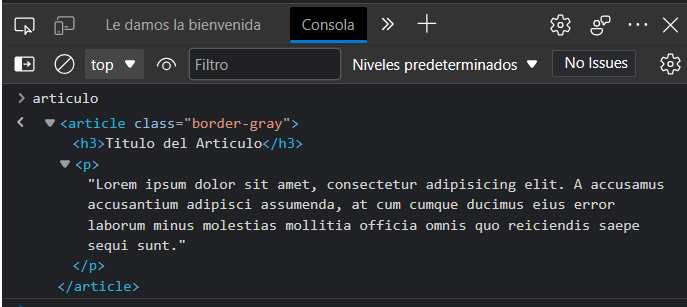 Le damos la bienvenida Consola
top Filtro Niveles predeterminados No Issues
articulo
<article class="border-gray">
<h3>Titulo del Articulo</h3>
<p>
"Lorem ipsum dolor sit amet, consectetur adipisicing elit. A accusamus
accusantium adipisci assumenda, at cum cumque ducimus eius error
laborum minus molestias mollitia officia omnis quo reiciendis saepe
sequi sunt."
</p>
</article>